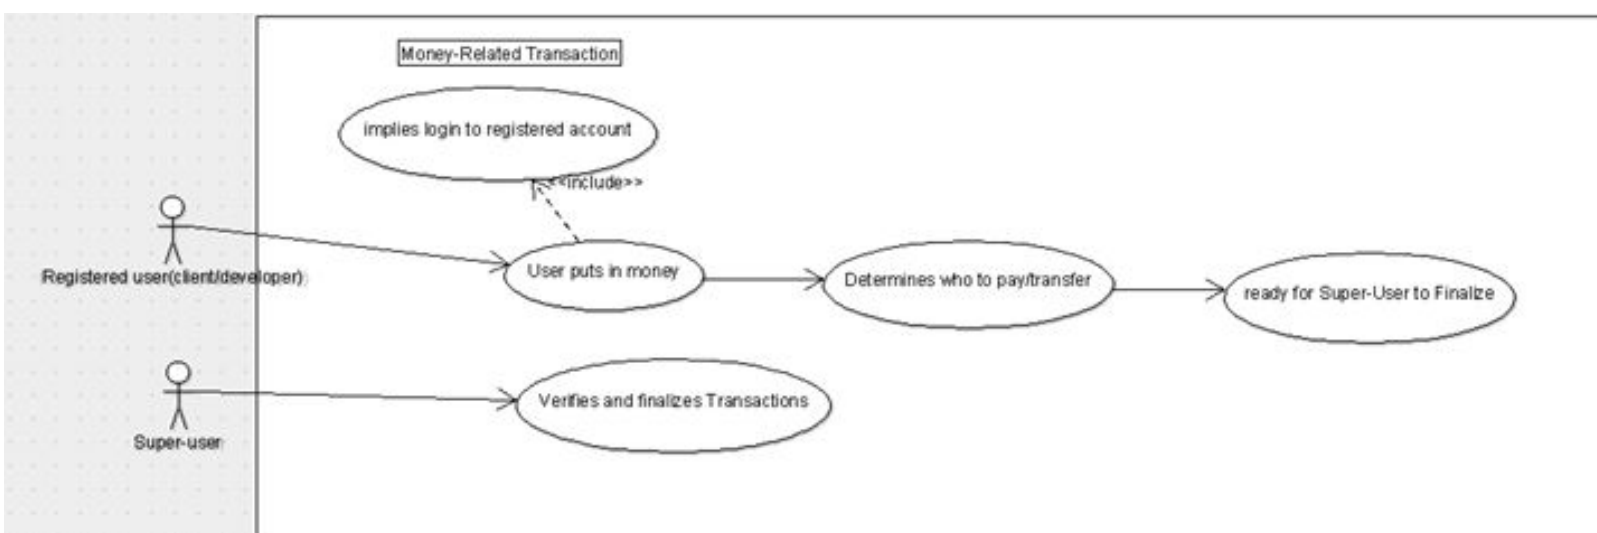 Money-Related Transaction
implies login to registered account
<<include>>
Registered user(client/developer)
User puts in money
Determines who to pay/transfer
ready for Super-User to Finalize
Super-user
Verifies and finalizes Transactions